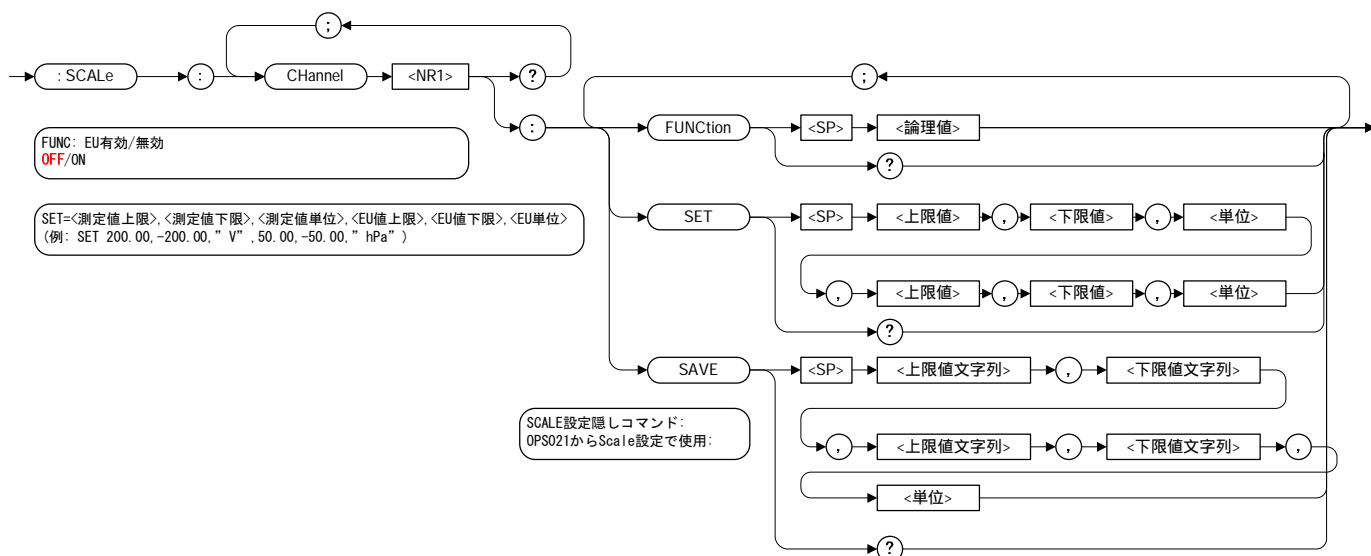 ;
: SCALe
:
CHannel
<NR1>
?
;
:
FUNCtion
<SP>
<論理値>
?
FUNC: EU有効/無効
OFF/ON
SET
<SP>
<上限値>
,
<下限値>
,
<単位>
SET=<測定値上限>,<測定値下限>,<測定値単位>,<EU値上限>,<EU値下限>,<EU単位>
(例: SET 200.00,-200.00,”V”,50.00,-50.00,”hPa”)
,
<上限値>
,
<下限値>
,
<単位>
?
SAVE
<SP>
<上限値文字列>
,
<下限値文字列>
SCALE設定隠しコマンド:
OPS021からScale設定で使用:
,
<上限値文字列>
,
<下限値文字列>
,
<単位>
?